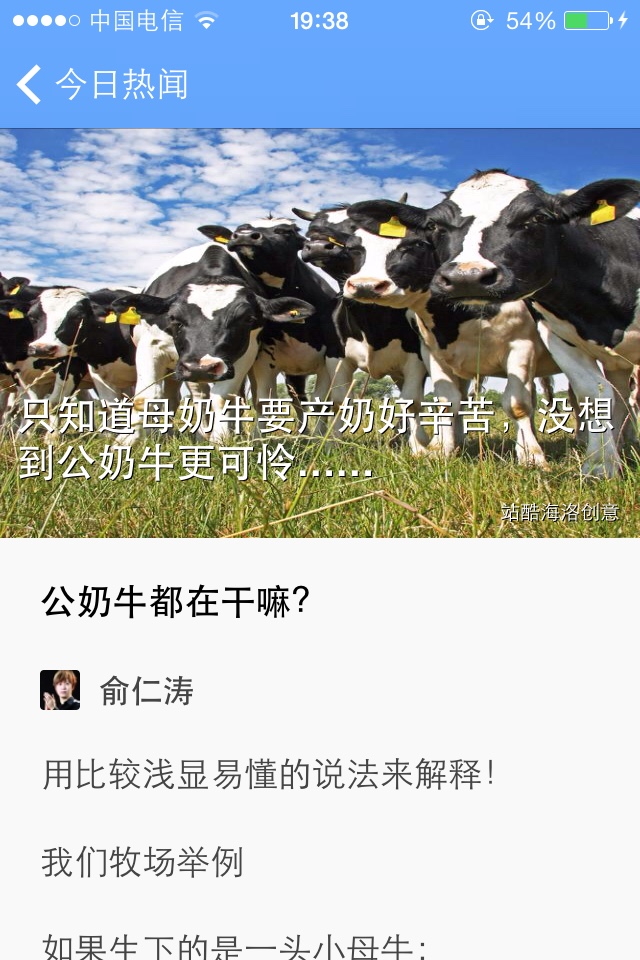 中国电信 19:38 54%
今日热闻
只知道母奶牛要产奶好辛苦，没想
到公奶牛更可怜……
站酷海洛创意
公奶牛都在干嘛？
俞仁涛
用比较浅显易懂的说法来解释！
我们牧场举例
如果生下的是一头小母牛：